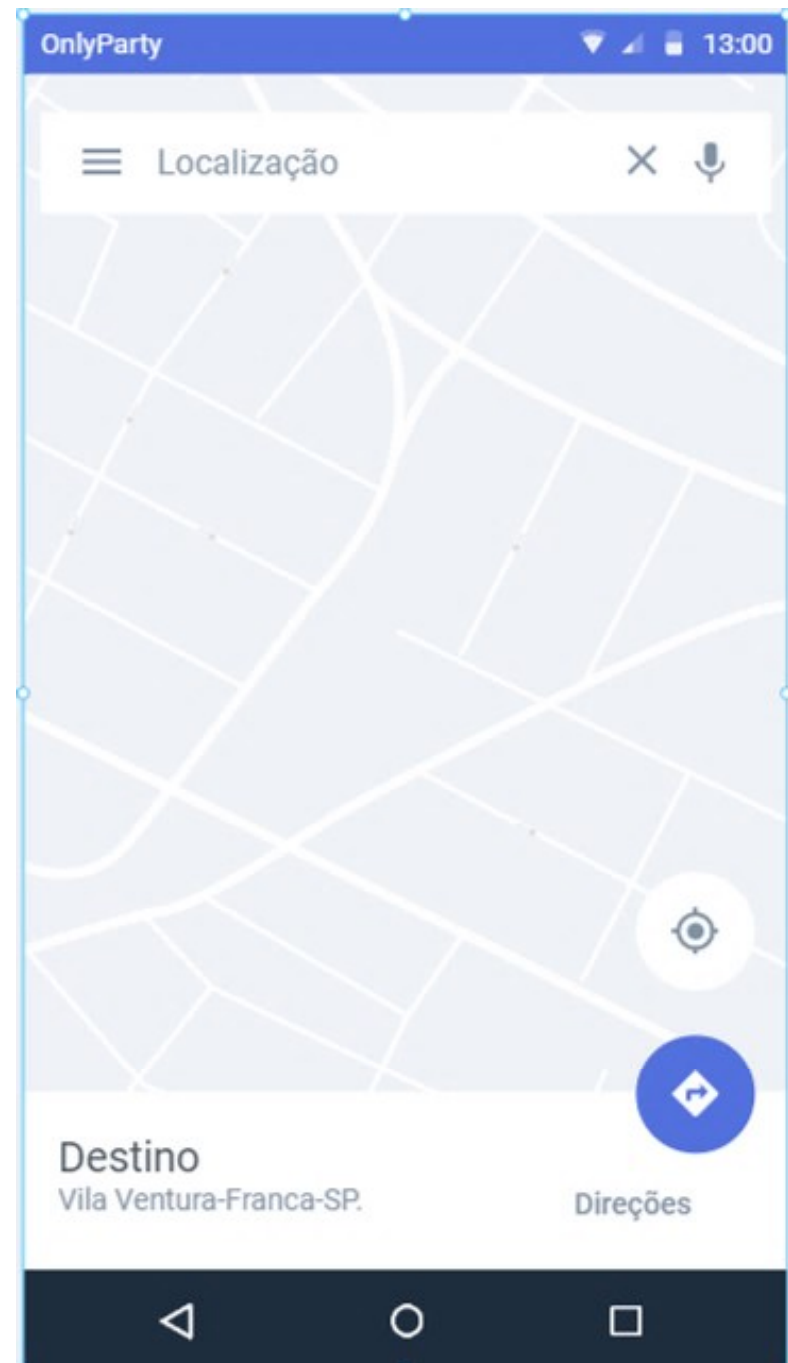 OnlyParty 13:00
Localização
Destino
Vila Ventura-Franca-SP.
Direções